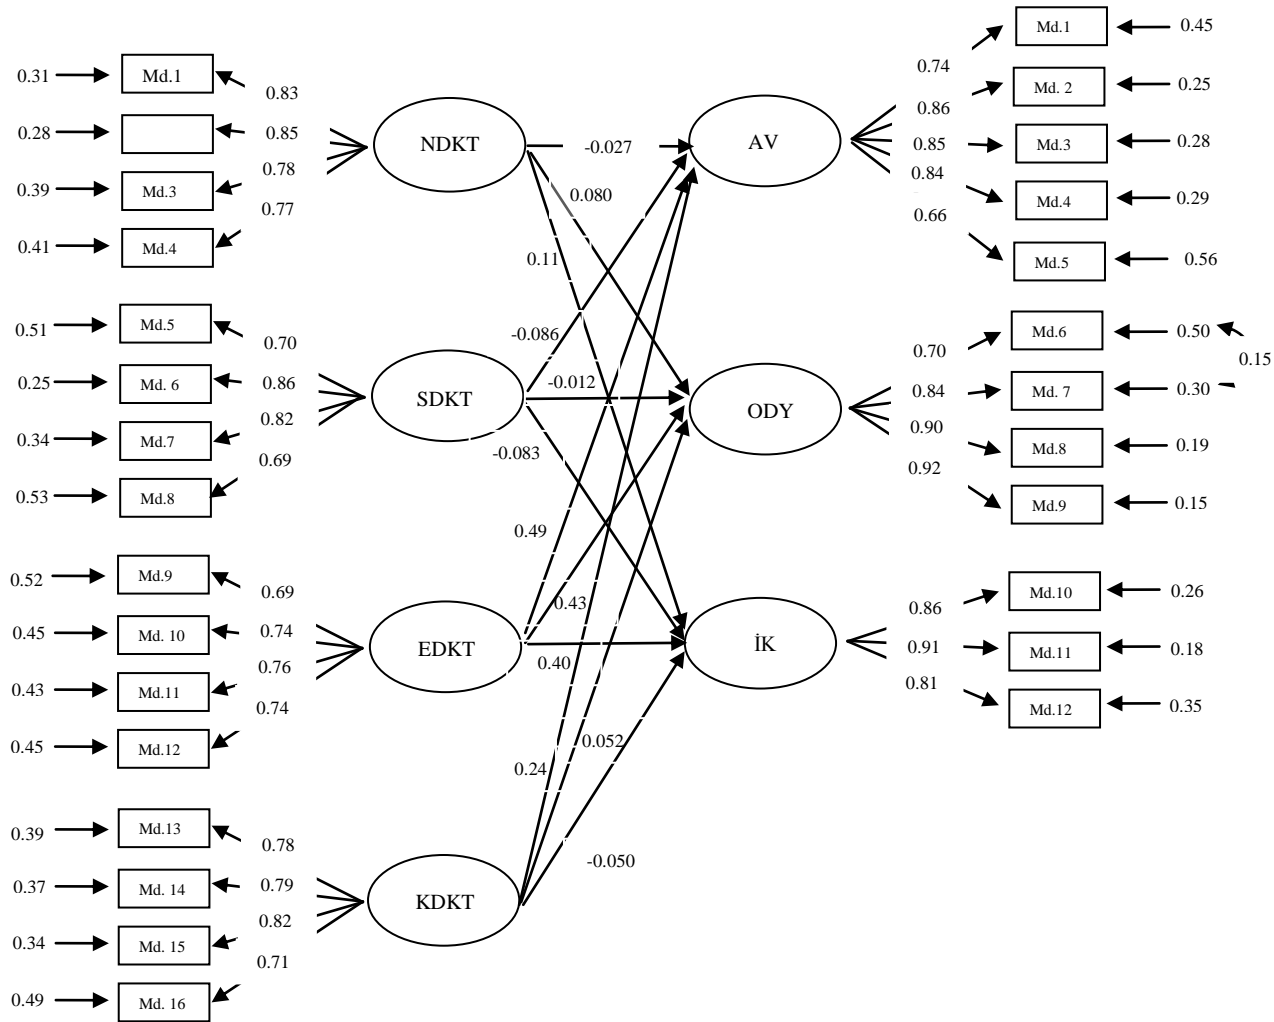 0.31 Md.1 0.83
0.28 0.85
0.39 Md.3 0.78
0.41 Md.4 0.77
NDKT
0.51 Md.5 0.70
0.25 Md. 6 0.86
0.34 Md.7 0.82
0.53 Md.8 0.69
SDKT
0.52 Md.9 0.69
0.45 Md. 10 0.74
0.43 Md.11 0.76
0.45 Md.12 0.74
EDKT
0.39 Md.13 0.78
0.37 Md. 14 0.79
0.34 Md. 15 0.82
0.49 Md. 16 0.71
KDKT
-0.027
0.080
0.11
-0.086
-0.012
-0.083
0.49
0.43
0.40
0.24
0.052
-0.050
AV
0.74 Md.1 0.45
0.86 Md. 2 0.25
0.85 Md.3 0.28
0.84 Md.4 0.29
0.66 Md.5 0.56
ODY
0.70 Md.6 0.50
0.15
0.84 Md. 7 0.30
0.90 Md.8 0.19
0.92 Md.9 0.15
İK
0.86 Md.10 0.26
0.91 Md.11 0.18
0.81 Md.12 0.35